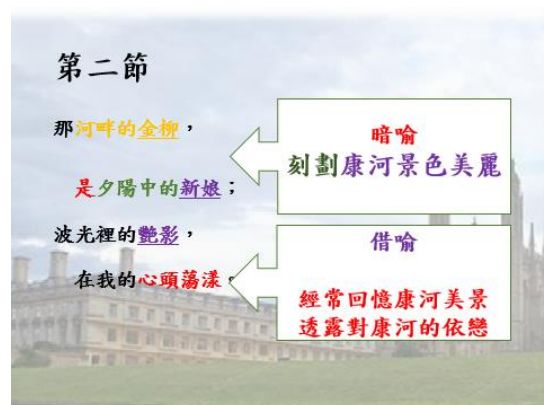 第二節
那河畔的金柳，
是夕陽中的新娘；
波光裡的艷影，
在我的心頭蕩漾。
暗喻
刻劃康河景色美麗
借喻
經常回憶康河美景
透露對康河的依戀